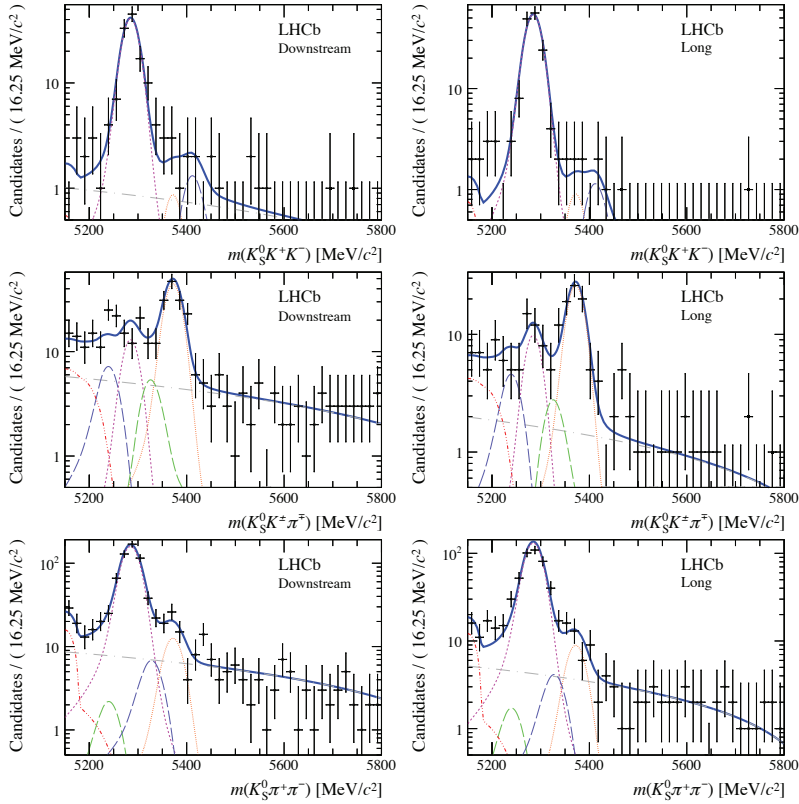 LHCb
Downstream
10
1
5200 5400 5600 5800
Candidates / ( 16.25 MeV/c² )
m(K⁰_S K⁺K⁻) [MeV/c²]
LHCb
Long
10
1
5200 5400 5600 5800
Candidates / ( 16.25 MeV/c² )
m(K⁰_S K⁺K⁻) [MeV/c²]
LHCb
Downstream
10
1
5200 5400 5600 5800
Candidates / ( 16.25 MeV/c² )
m(K⁰_S K^±π^∓) [MeV/c²]
LHCb
Long
10
1
5200 5400 5600 5800
Candidates / ( 16.25 MeV/c² )
m(K⁰_S K^±π^∓) [MeV/c²]
LHCb
Downstream
10²
10
1
5200 5400 5600 5800
Candidates / ( 16.25 MeV/c² )
m(K⁰_S π⁺π⁻) [MeV/c²]
LHCb
Long
10²
10
1
5200 5400 5600 5800
Candidates / ( 16.25 MeV/c² )
m(K⁰_S π⁺π⁻) [MeV/c²]